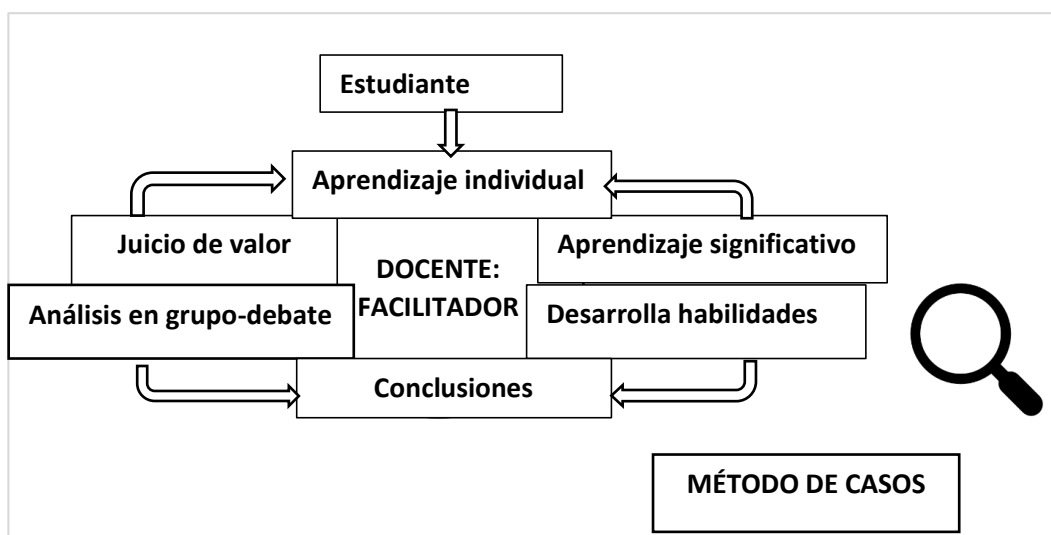 Estudiante
Aprendizaje individual
Juicio de valor
Aprendizaje significativo
DOCENTE:
FACILITADOR
Análisis en grupo-debate
Desarrolla habilidades
Conclusiones
MÉTODO DE CASOS